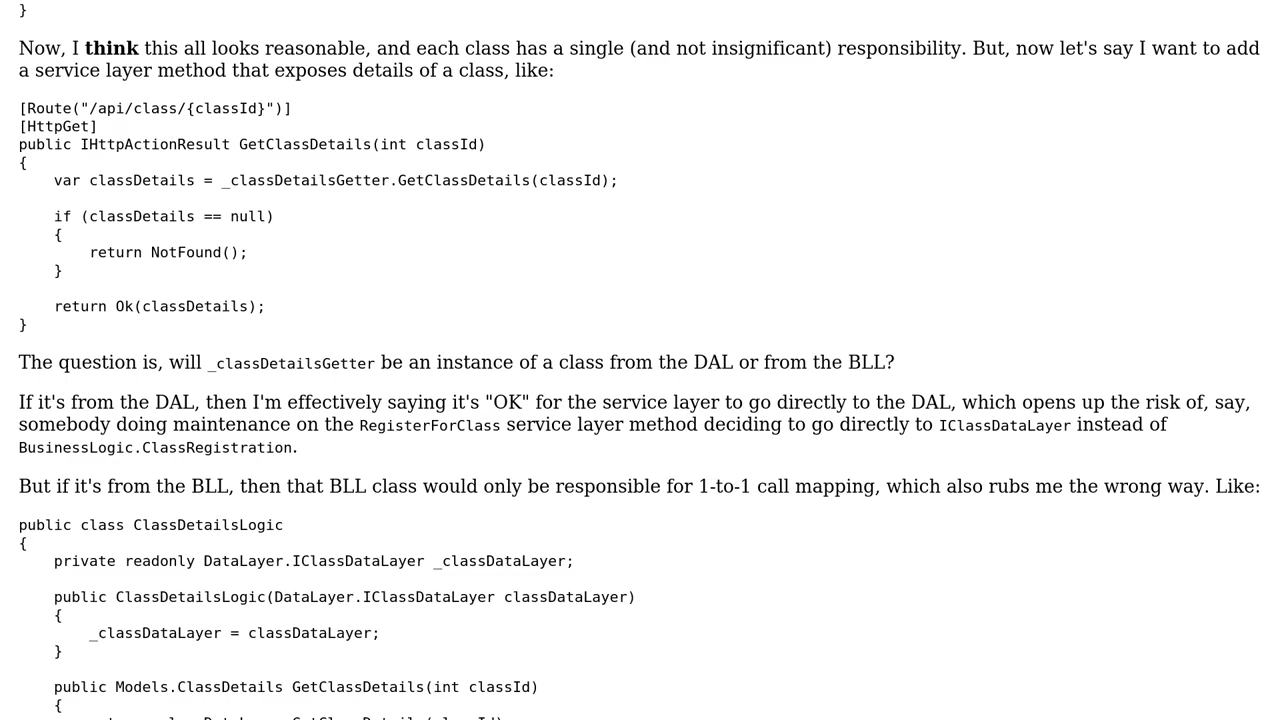 }
Now, I think this all looks reasonable, and each class has a single (and not insignificant) responsibility. But, now let's say I want to add
a service layer method that exposes details of a class, like:
[Route("/api/class/{classId}")]
[HttpGet]
public IHttpActionResult GetClassDetails(int classId)
{
    var classDetails = _classDetailsGetter.GetClassDetails(classId);
    if (classDetails == null)
    {
        return NotFound();
    }
    return Ok(classDetails);
}
The question is, will _classDetailsGetter be an instance of a class from the DAL or from the BLL?
If it's from the DAL, then I'm effectively saying it's "OK" for the service layer to go directly to the DAL, which opens up the risk of, say,
somebody doing maintenance on the RegisterForClass service layer method deciding to go directly to IClassDataLayer instead of
BusinessLogic.ClassRegistration.
But if it's from the BLL, then that BLL class would only be responsible for 1-to-1 call mapping, which also rubs me the wrong way. Like:
public class ClassDetailsLogic
{
    private readonly DataLayer.IClassDataLayer _classDataLayer;
    public ClassDetailsLogic(DataLayer.IClassDataLayer classDataLayer)
    {
        _classDataLayer = classDataLayer;
    }
    public Models.ClassDetails GetClassDetails(int classId)
    {